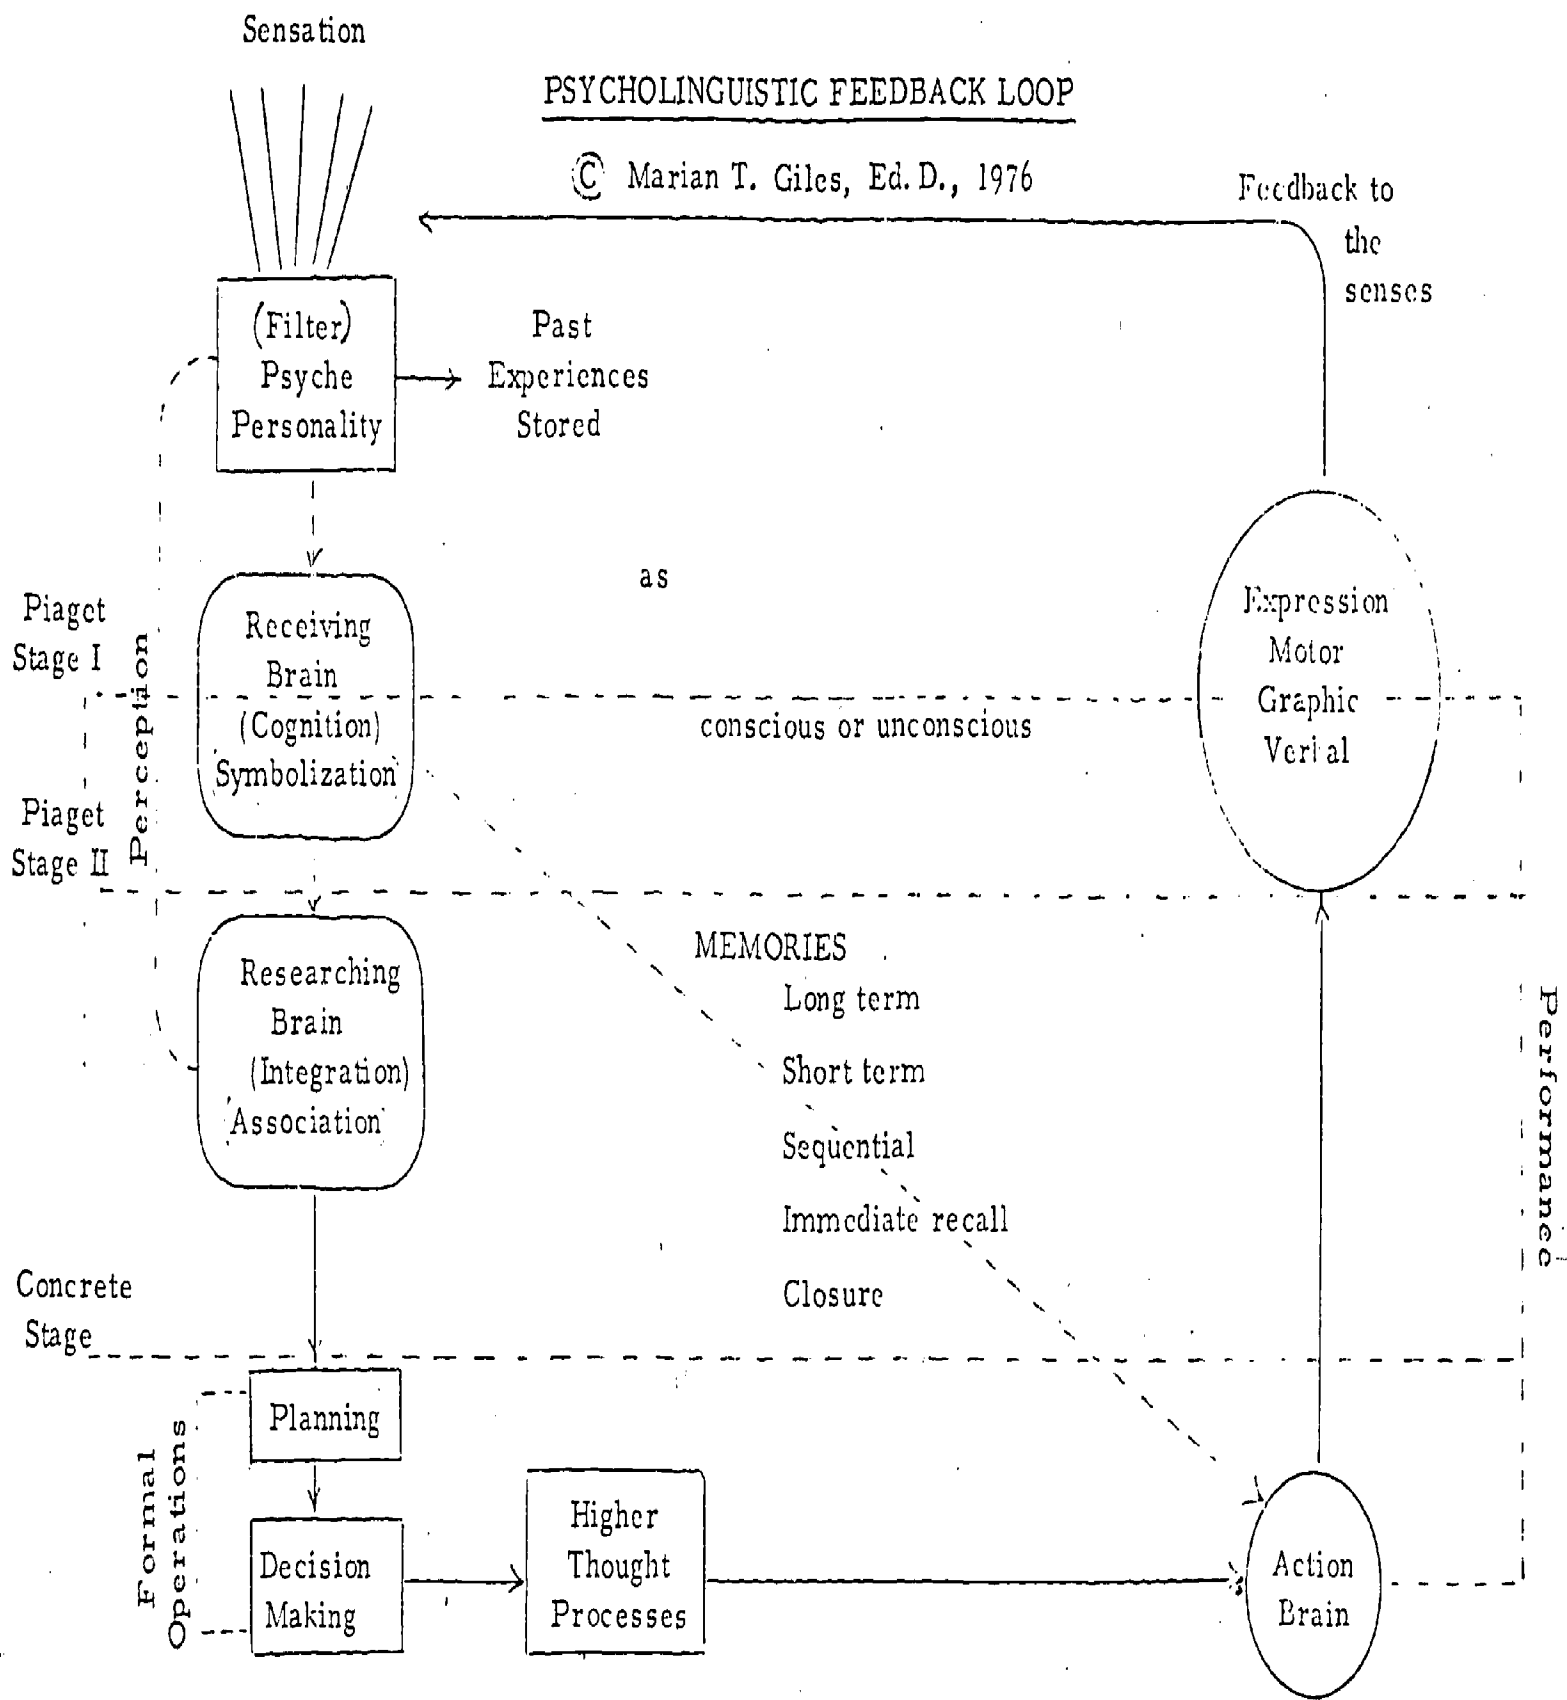 Sensation
PSYCHOLINGUISTIC FEEDBACK LOOP
© Marian T. Giles, Ed. D., 1976
Feedback to
the
senses
(Filter)
Psyche
Personality
Past
Experiences
Stored
as
conscious or unconscious
Piaget
Stage I
Perception
Receiving
Brain
(Cognition)
Symbolization
Expression
Motor
Graphic
Verbal
Piaget
Stage II
Researching
Brain
(Integration)
Association
MEMORIES
Long term
Short term
Sequential
Immediate recall
Closure
Performance
Concrete
Stage
Formal
Operations
Planning
Decision
Making
Higher
Thought
Processes
Action
Brain